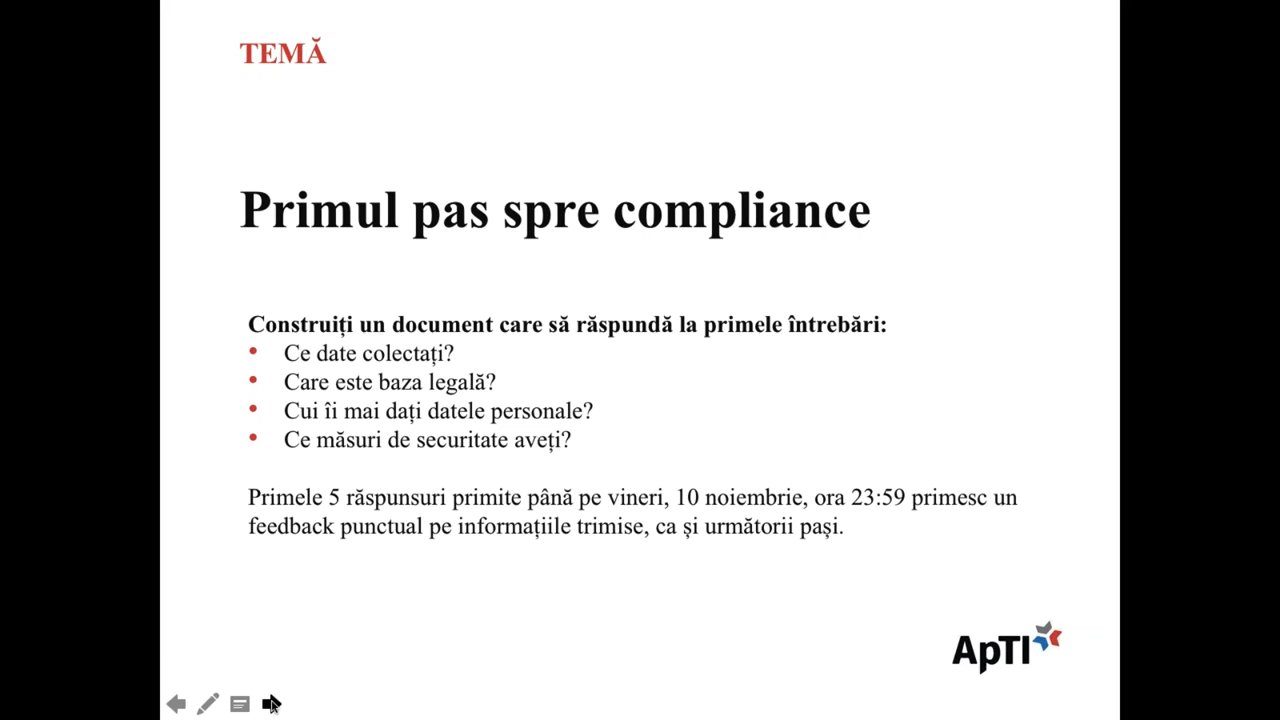 TEMĂ
Primul pas spre compliance
Construiți un document care să răspundă la primele întrebări:
• Ce date colectați?
• Care este baza legală?
• Cui îi mai dați datele personale?
• Ce măsuri de securitate aveți?
Primele 5 răspunsuri primite până pe vineri, 10 noiembrie, ora 23:59 primesc un
feedback punctual pe informațiile trimise, ca și următorii pași.
ApTI